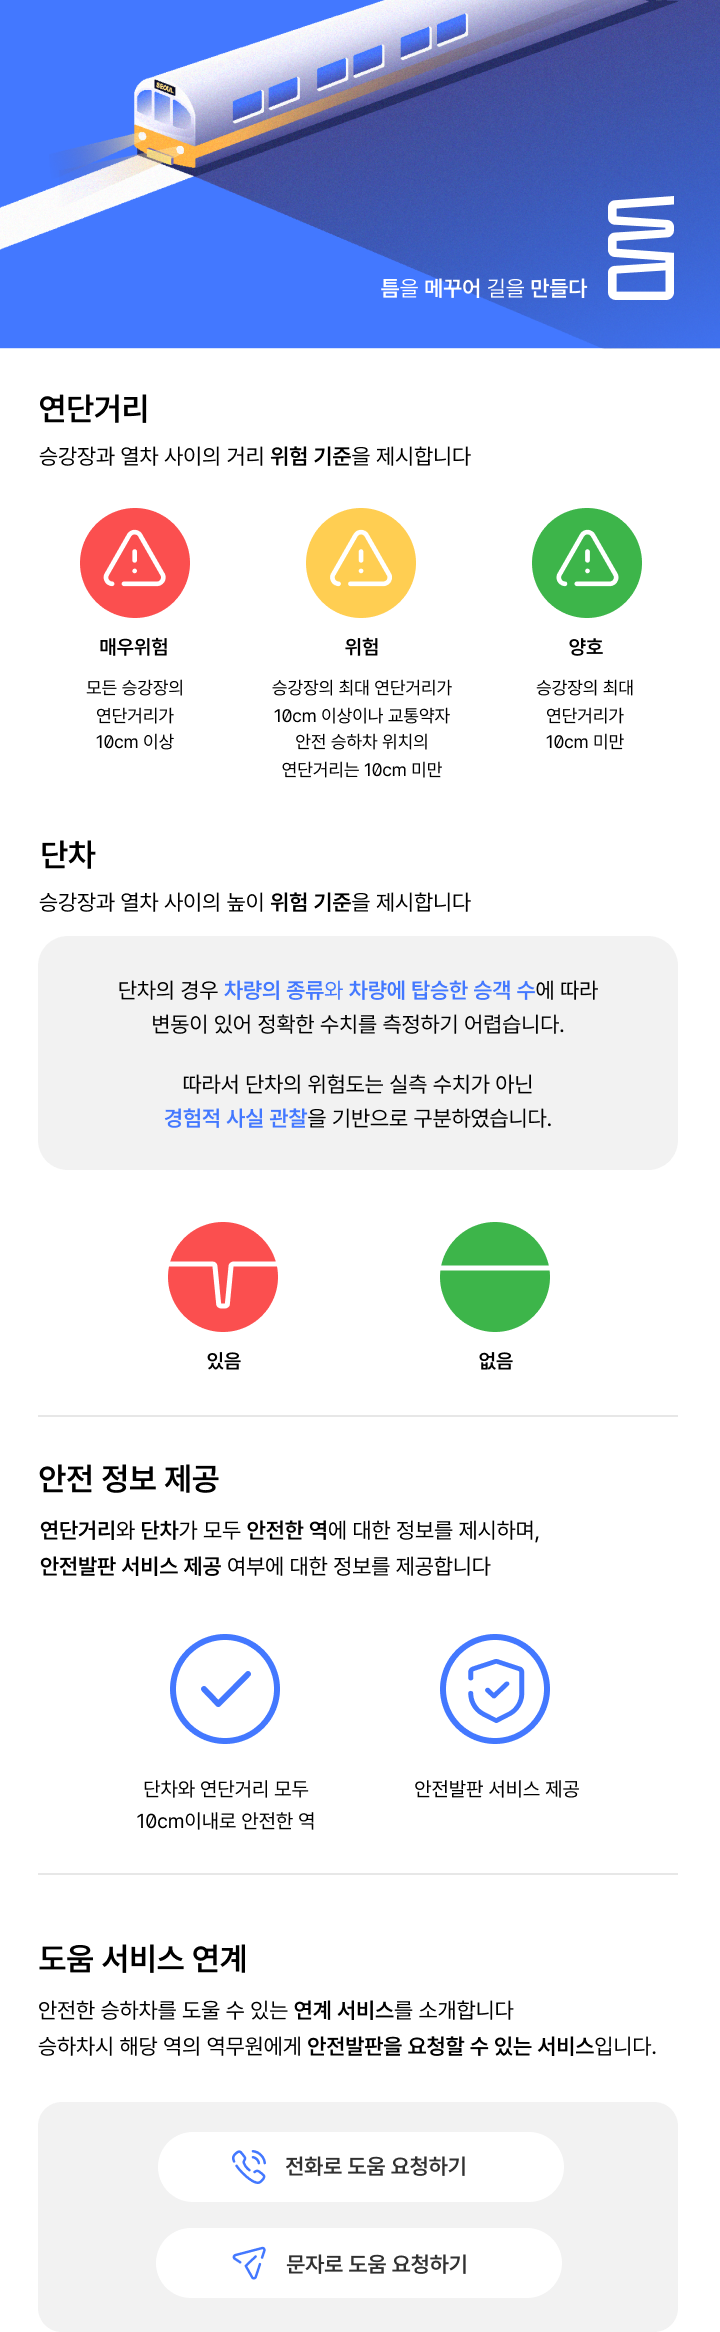 SEOUL
틈을 메꾸어 길을 만들다
틈
연단거리
승강장과 열차 사이의 거리 위험 기준을 제시합니다
매우위험
모든 승강장의
연단거리가
10cm 이상
위험
승강장의 최대 연단거리가
10cm 이상이나 교통약자
안전 승하차 위치의
연단거리는 10cm 미만
양호
승강장의 최대
연단거리가
10cm 미만
단차
승강장과 열차 사이의 높이 위험 기준을 제시합니다
단차의 경우 차량의 종류와 차량에 탑승한 승객 수에 따라
변동이 있어 정확한 수치를 측정하기 어렵습니다.
따라서 단차의 위험도는 실측 수치가 아닌
경험적 사실 관찰을 기반으로 구분하였습니다.
있음
없음
안전 정보 제공
연단거리와 단차가 모두 안전한 역에 대한 정보를 제시하며,
안전발판 서비스 제공 여부에 대한 정보를 제공합니다
단차와 연단거리 모두
10cm이내로 안전한 역
안전발판 서비스 제공
도움 서비스 연계
안전한 승하차를 도울 수 있는 연계 서비스를 소개합니다
승하차시 해당 역의 역무원에게 안전발판을 요청할 수 있는 서비스입니다.
전화로 도움 요청하기
문자로 도움 요청하기